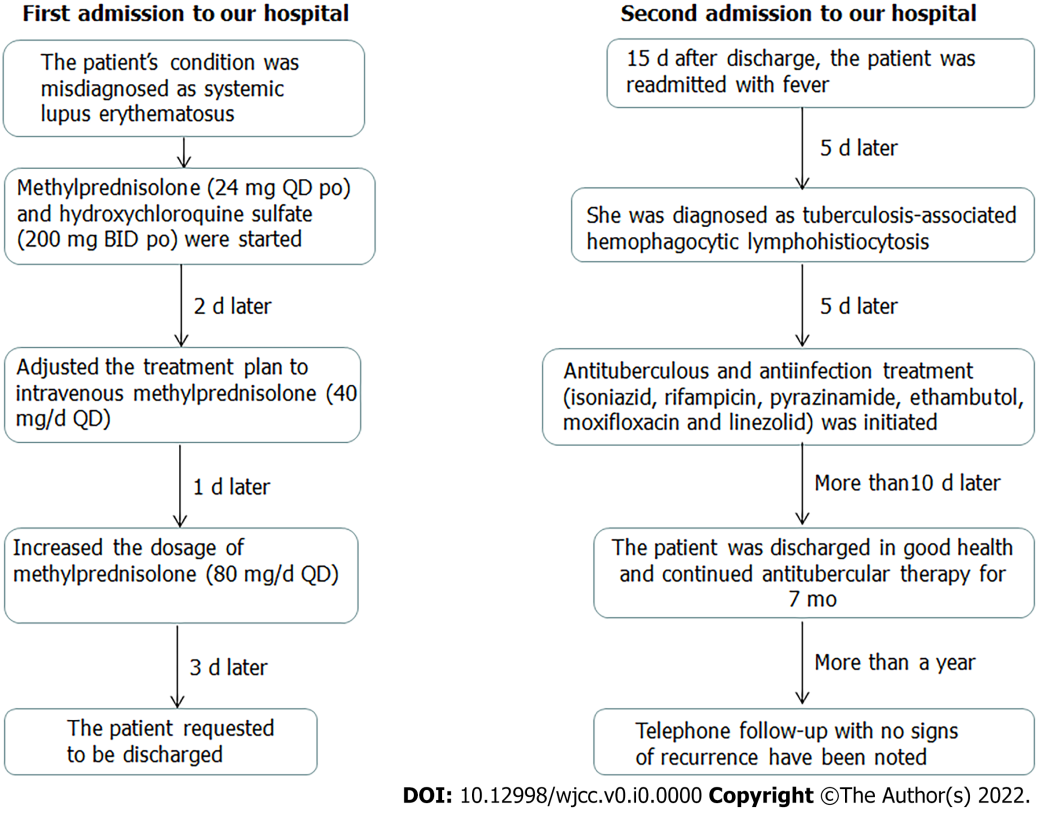 First admission to our hospital
The patient's condition was
misdiagnosed as systemic
lupus erythematosus
Methylprednisolone (24 mg QD po)
and hydroxychloroquine sulfate
(200 mg BID po) were started
2 d later
Adjusted the treatment plan to
intravenous methylprednisolone (40
mg/d QD)
1 d later
Increased the dosage of
methylprednisolone (80 mg/d QD)
3 d later
The patient requested
to be discharged
Second admission to our hospital
15 d after discharge, the patient was
readmitted with fever
5 d later
She was diagnosed as tuberculosis-associated
hemophagocytic lymphohistiocytosis
5 d later
Antituberculous and antiinfection treatment
(isoniazid, rifampicin, pyrazinamide, ethambutol,
moxifloxacin and linezolid) was initiated
More than10 d later
The patient was discharged in good health
and continued antitubercular therapy for
7 mo
More than a year
Telephone follow-up with no signs
of recurrence have been noted
DOI: 10.12998/wjcc.v0.i0.0000 Copyright ©The Author(s) 2022.